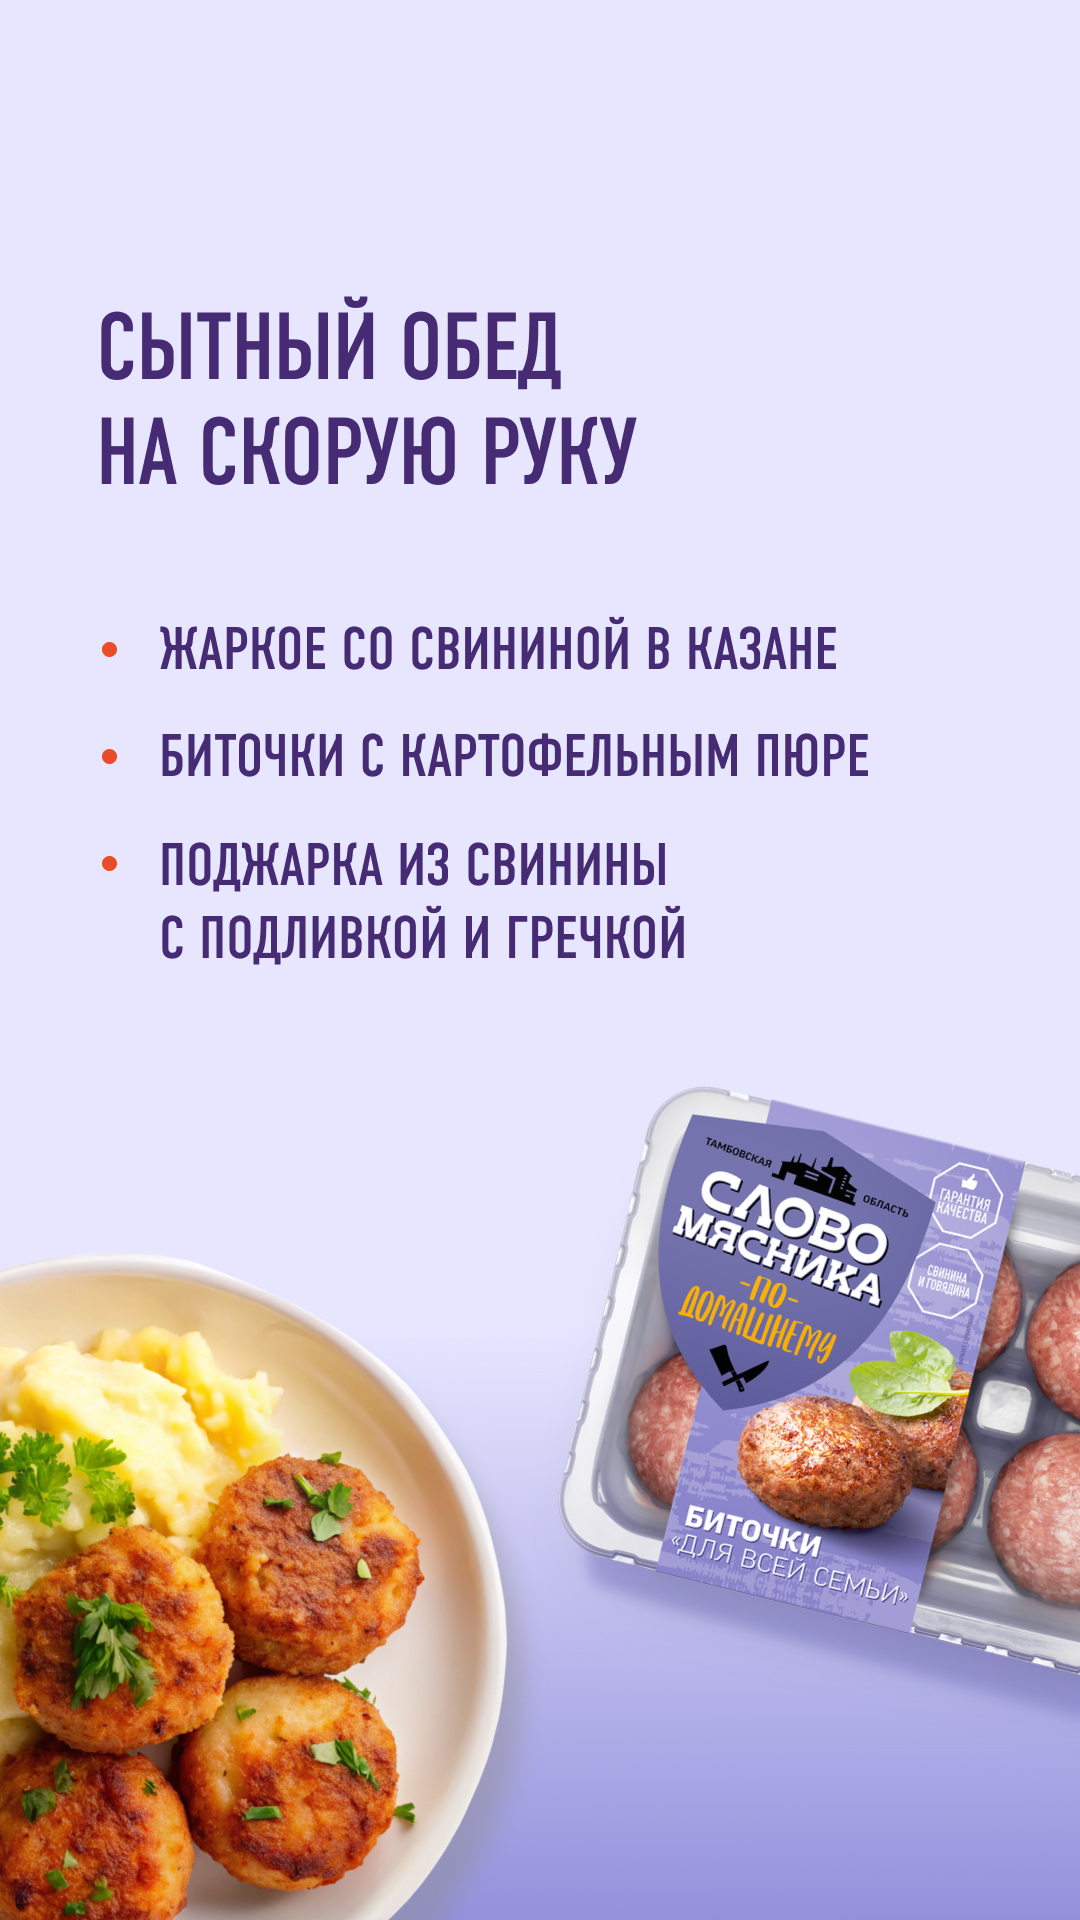 СЫТНЫЙ ОБЕД
НА СКОРУЮ РУКУ
ЖАРКОЕ СО СВИНИНОЙ В КАЗАНЕ
БИТОЧКИ С КАРТОФЕЛЬНЫМ ПЮРЕ
ПОДЖАРКА ИЗ СВИНИНЫ
С ПОДЛИВКОЙ И ГРЕЧКОЙ
ТАМБОВСКАЯ
ОБЛАСТЬ
СЛОВО
МЯСНИКА
-ПО-
ДОМАШНЕМУ
ГАРАНТИЯ
КАЧЕСТВА
СВИНИНА
И ГОВЯДИНА
БИТОЧКИ
«ДЛЯ ВСЕЙ СЕМЬИ»